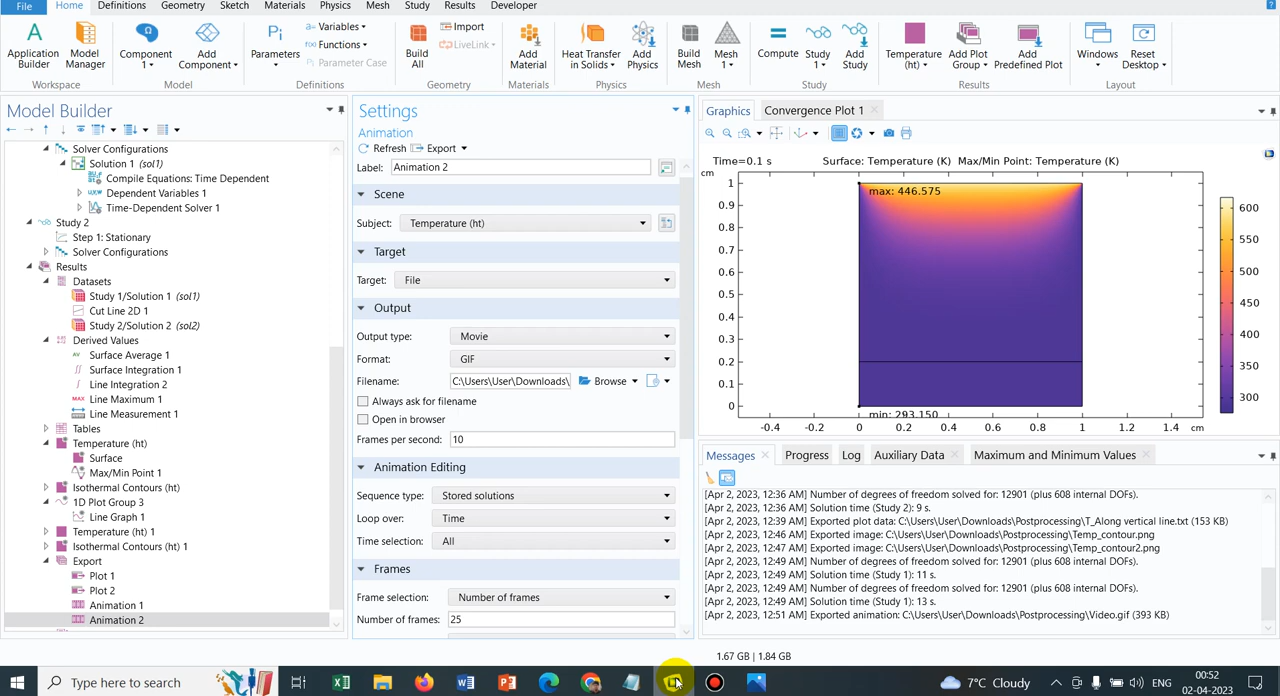 File Home Definitions Geometry Sketch Materials Physics Mesh Study Results Developer
Application Builder
Model Manager
Workspace
Component 1
Add Component
Model
Parameters
a= Variables
f(x) Functions
Pi Parameter Case
Definitions
Build All
Import
LiveLink
Geometry
Add Material
Materials
Heat Transfer in Solids
Add Physics
Physics
Build Mesh
Mesh 1
Mesh
Compute
Study 1
Add Study
Study
Temperature (ht)
Add Plot Group
Add Predefined Plot
Results
Windows
Reset Desktop
Layout
Model Builder
Solver Configurations
Solution 1 (sol1)
Compile Equations: Time Dependent
Dependent Variables 1
Time-Dependent Solver 1
Study 2
Step 1: Stationary
Solver Configurations
Results
Datasets
Study 1/Solution 1 (sol1)
Cut Line 2D 1
Study 2/Solution 2 (sol2)
Derived Values
Surface Average 1
Surface Integration 1
Line Integration 2
Line Maximum 1
Line Measurement 1
Tables
Temperature (ht)
Surface
Max/Min Point 1
Isothermal Contours (ht)
1D Plot Group 3
Line Graph 1
Temperature (ht) 1
Isothermal Contours (ht) 1
Export
Plot 1
Plot 2
Animation 1
Animation 2
Settings
Animation
Refresh Export
Label: Animation 2
Scene
Subject: Temperature (ht)
Target
Target: File
Output
Output type: Movie
Format: GIF
Filename: C:\Users\User\Downloads\ Browse
Always ask for filename
Open in browser
Frames per second: 10
Animation Editing
Sequence type: Stored solutions
Loop over: Time
Time selection: All
Frames
Frame selection: Number of frames
Number of frames: 25
Graphics Convergence Plot 1
Time=0.1 s Surface: Temperature (K) Max/Min Point: Temperature (K)
cm
1
0.9
0.8
0.7
0.6
0.5
0.4
0.3
0.2
0.1
0
max: 446.575
min: 293.150
-0.4 -0.2 0 0.2 0.4 0.6 0.8 1 1.2 1.4 cm
600
550
500
450
400
350
300
Messages Progress Log Auxiliary Data Maximum and Minimum Values
[Apr 2, 2023, 12:36 AM] Number of degrees of freedom solved for: 12901 (plus 608 internal DOFs).
[Apr 2, 2023, 12:36 AM] Solution time (Study 2): 9 s.
[Apr 2, 2023, 12:39 AM] Exported plot data: C:\Users\User\Downloads\Postprocessing\T_Along vertical line.txt (153 KB)
[Apr 2, 2023, 12:46 AM] Exported image: C:\Users\User\Downloads\Postprocessing\Temp_contour.png
[Apr 2, 2023, 12:47 AM] Exported image: C:\Users\User\Downloads\Postprocessing\Temp_contour2.png
[Apr 2, 2023, 12:49 AM] Number of degrees of freedom solved for: 12901 (plus 608 internal DOFs).
[Apr 2, 2023, 12:49 AM] Solution time (Study 1): 11 s.
[Apr 2, 2023, 12:49 AM] Number of degrees of freedom solved for: 12901 (plus 608 internal DOFs).
[Apr 2, 2023, 12:49 AM] Solution time (Study 1): 13 s.
[Apr 2, 2023, 12:51 AM] Exported animation: C:\Users\User\Downloads\Postprocessing\Video.gif (393 KB)
1.67 GB | 1.84 GB
Type here to search
7°C Cloudy
ENG
00:52
02-04-2023